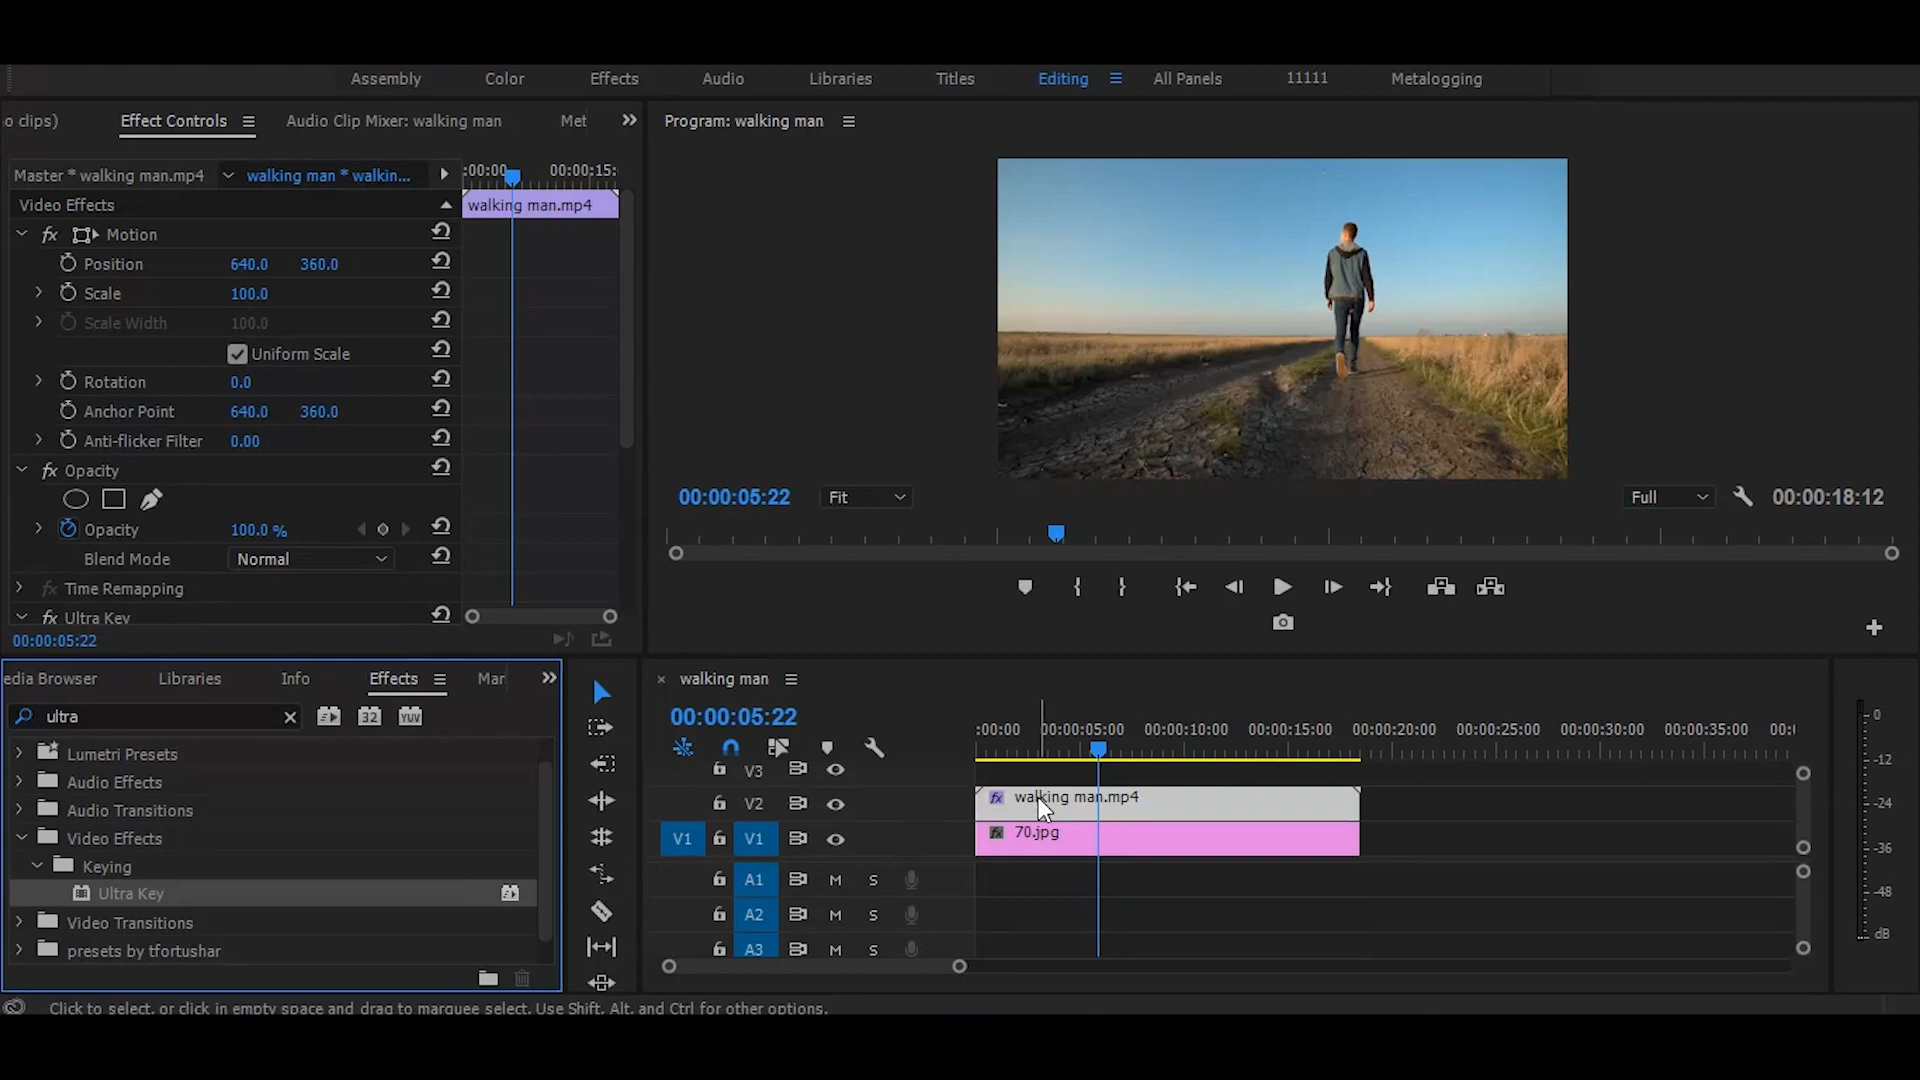 Assembly Color Effects Audio Libraries Titles Editing All Panels 11111 Metalogging
o clips) Effect Controls Audio Clip Mixer: walking man Met
Program: walking man
Master * walking man.mp4 walking man * walkin...
:00:00 00:00:15:
Video Effects
walking man.mp4
fx Motion
Position 640.0 360.0
Scale 100.0
Scale Width 100.0
Uniform Scale
Rotation 0.0
Anchor Point 640.0 360.0
Anti-flicker Filter 0.00
fx Opacity
Opacity 100.0 %
Blend Mode Normal
fx Time Remapping
fx Ultra Key
00:00:05:22
00:00:05:22 Fit Full 00:00:18:12
edia Browser Libraries Info Effects Mar
ultra
32 YUV
Lumetri Presets
Audio Effects
Audio Transitions
Video Effects
Keying
Ultra Key
Video Transitions
presets by tfortushar
walking man
00:00:05:22
:00:00 00:00:05:00 00:00:10:00 00:00:15:00 00:00:20:00 00:00:25:00 00:00:30:00 00:00:35:00 00:(
V3
V2 fx walking man.mp4
V1 V1 fx 70.jpg
A1 M S
A2 M S
A3 M S
0
-12
-24
-36
-48
dB
Click to select, or click in empty space and drag to marquee select. Use Shift, Alt, and Ctrl for other options.